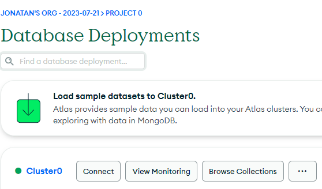 JONATAN'S ORG - 2023-07-21 > PROJECT 0
Database Deployments
Find a database deployment...
Load sample datasets to Cluster0.
Atlas provides sample data you can load into your Atlas clusters. You c
exploring with data in MongoDB.
Cluster0
Connect
View Monitoring
Browse Collections
...